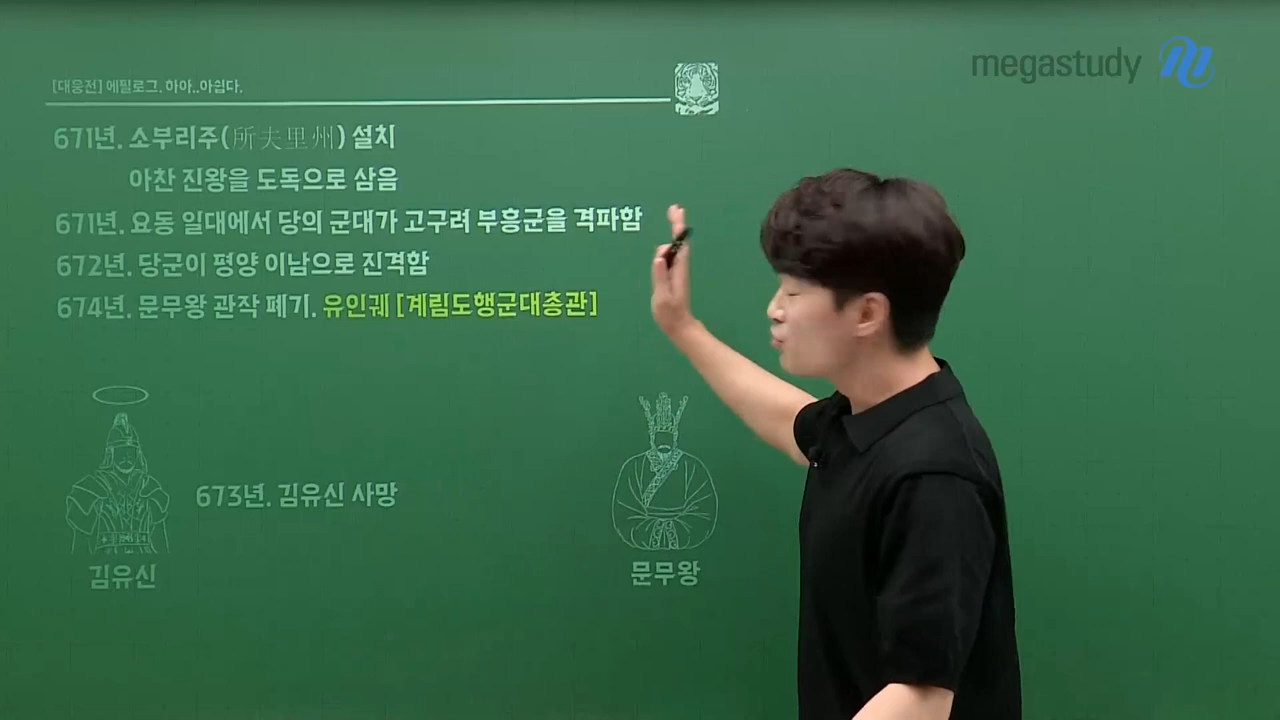 megastudy
[대웅전] 에필로그. 하아..아쉽다.
671년. 소부리주(所夫里州) 설치
아찬 진왕을 도독으로 삼음
671년. 요동 일대에서 당의 군대가 고구려 부흥군을 격파함
672년. 당군이 평양 이남으로 진격함
674년. 문무왕 관작 폐기. 유인궤 [계림도행군대총관]
673년. 김유신 사망
김유신
문무왕